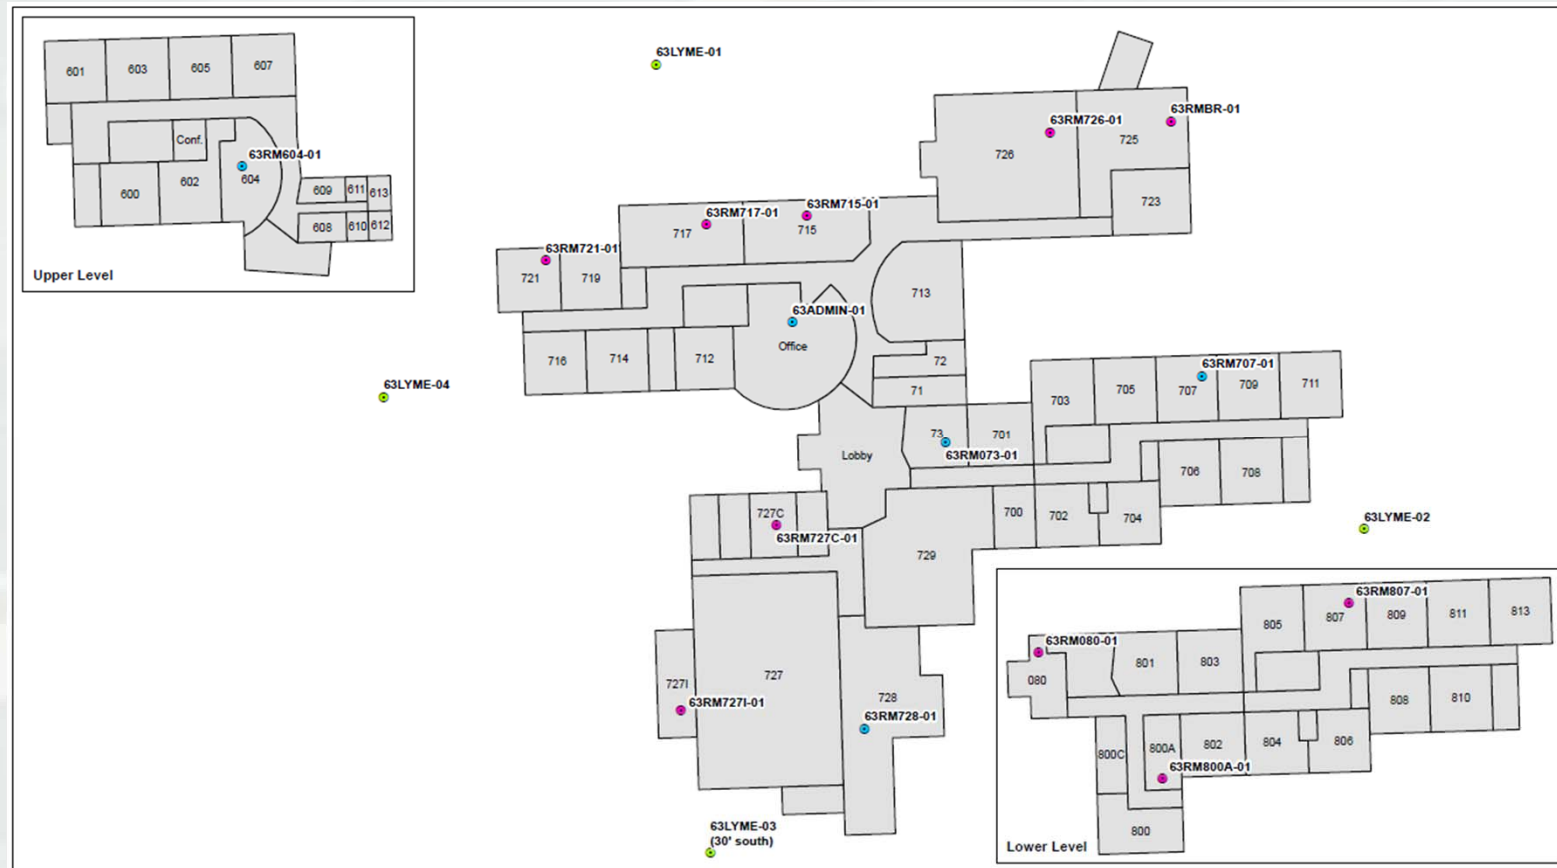 601
603
605
607
Conf.
63RM604-01
600
602
604
609
611
613
608
610
612
Upper Level
63LYME-01
63RM726-01
63RMBR-01
726
725
723
63RM717-01
63RM715-01
717
715
63RM721-01
721
719
713
63ADMIN-01
Office
716
714
712
72
71
63LYME-04
63RM707-01
703
705
707
709
711
73
701
63RM073-01
Lobby
706
708
727C
63RM727C-01
700
702
704
63LYME-02
729
727
727I
63RM727I-01
728
63RM728-01
63LYME-03
(30' south)
63RM807-01
805
807
809
811
813
63RM080-01
080
801
803
808
810
800C
800A
802
804
806
63RM800A-01
800
Lower Level